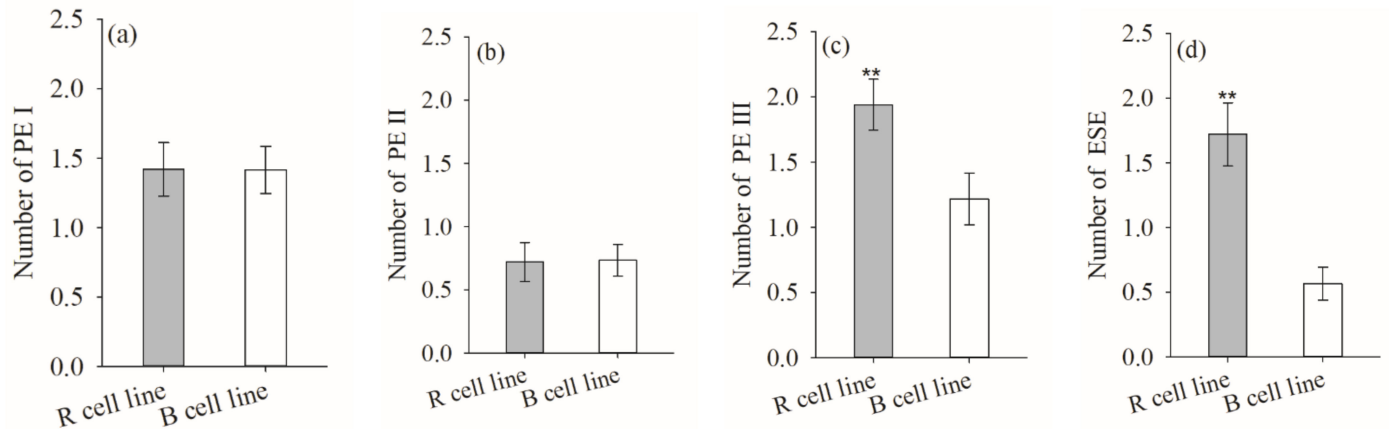 (a)
Number of PE I
2.5
2.0
1.5
1.0
0.5
0.0
R cell line
B cell line
(b)
Number of PE II
2.5
2.0
1.5
1.0
0.5
0.0
R cell line
B cell line
(c)
Number of PE III
2.5
2.0
1.5
1.0
0.5
0.0
**
R cell line
B cell line
(d)
Number of ESE
2.5
2.0
1.5
1.0
0.5
0.0
**
R cell line
B cell line